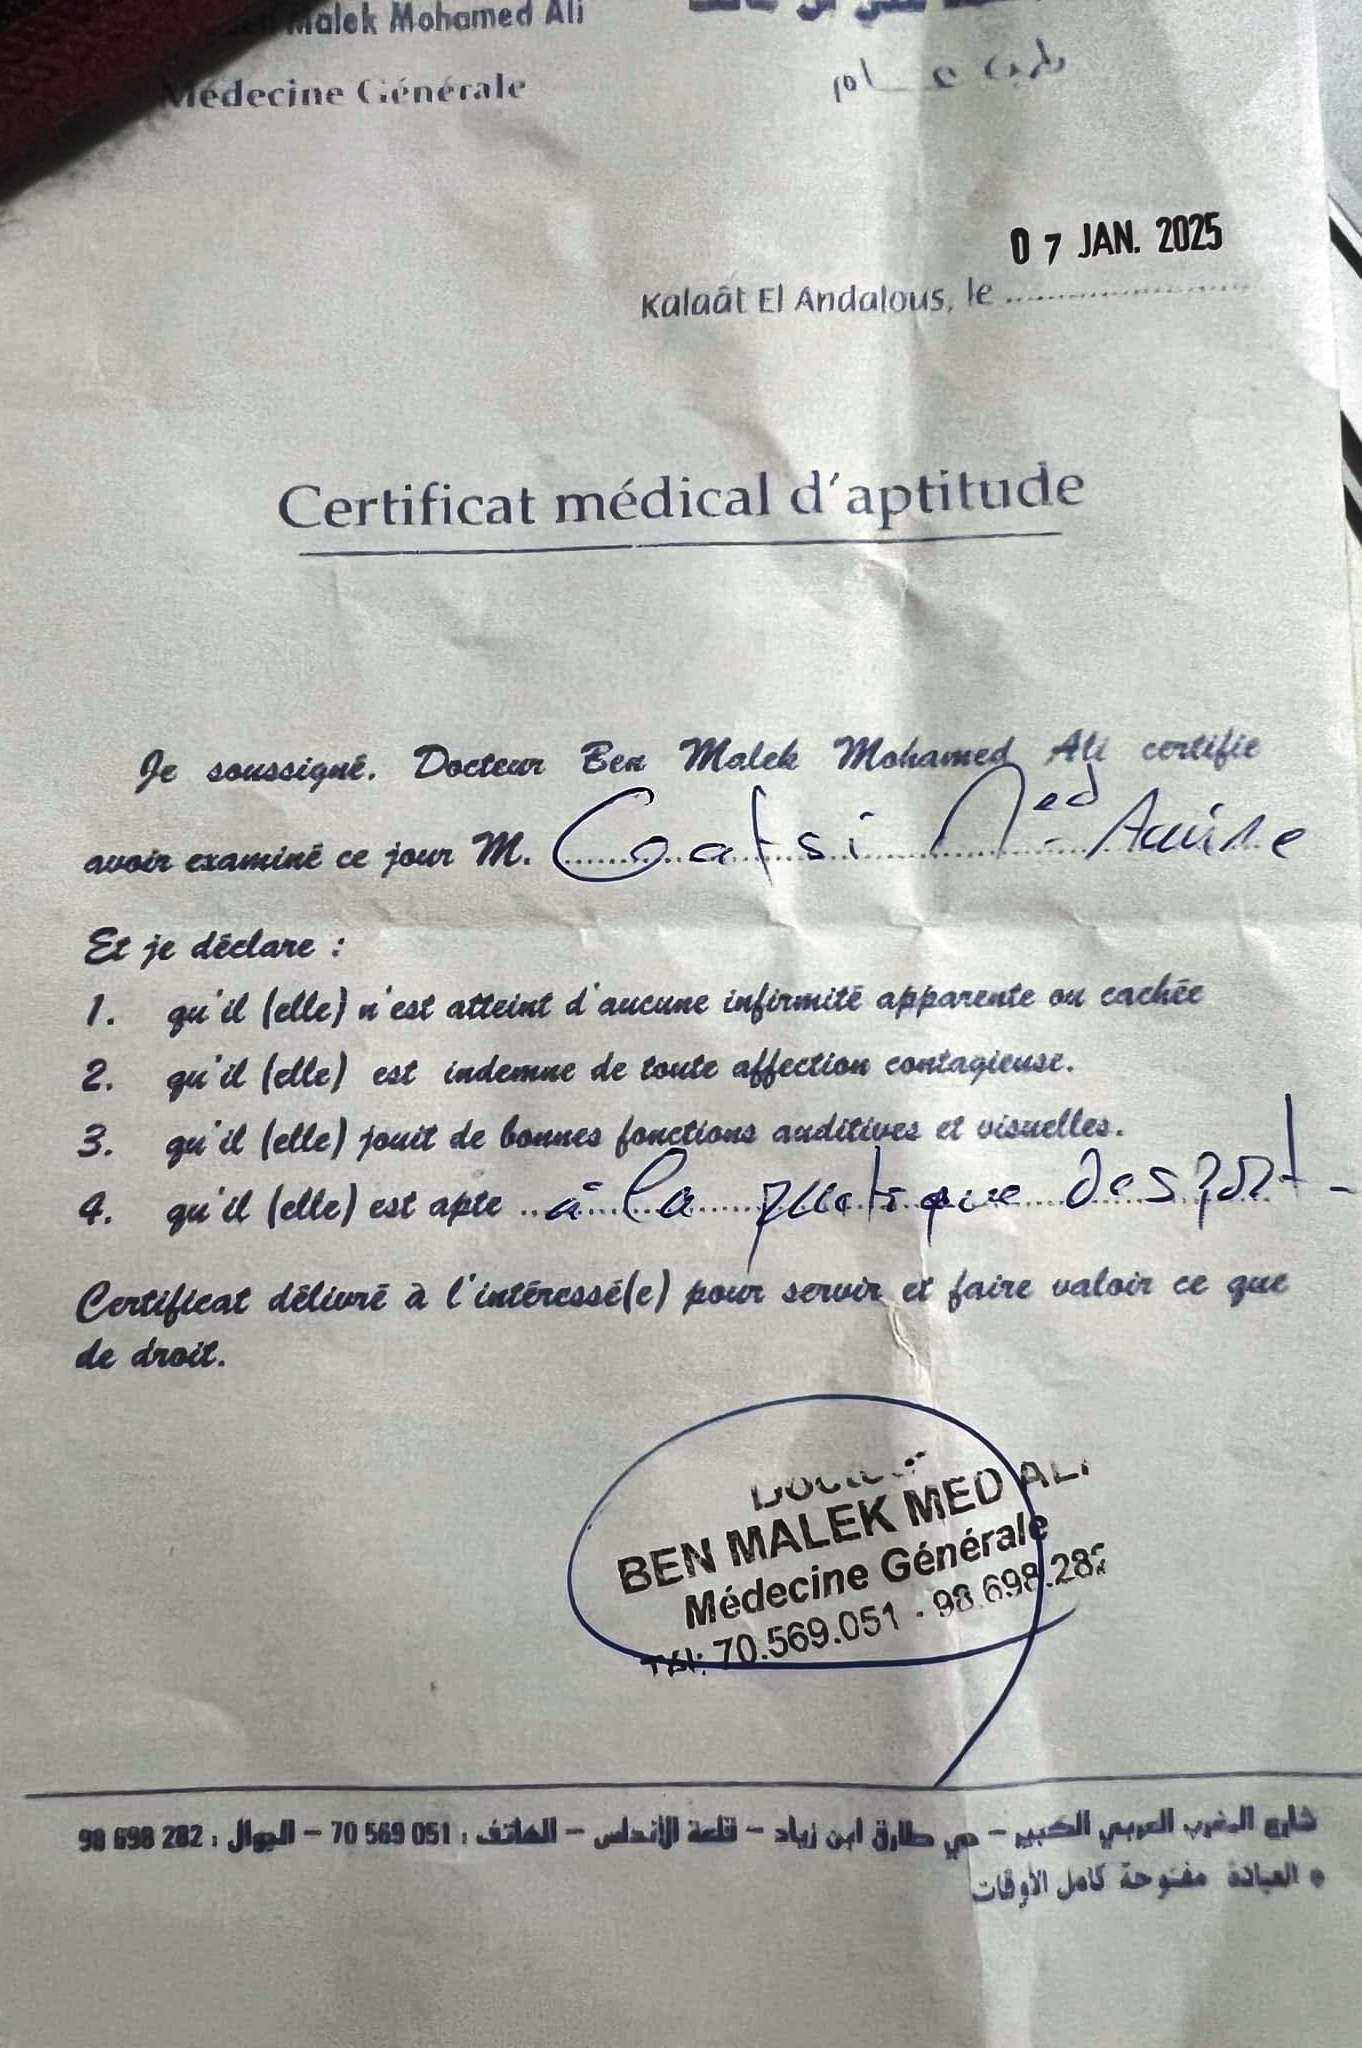 Malek Mohamed Ali
Médecine Générale
طبيب عام
07 JAN. 2025
Kalaât El Andalous, le
Certificat médical d'aptitude
Je soussigné. Docteur Ben Malek Mohamed Ali certifie
avoir examiné ce jour M. Gafsi Med Amine
Et je déclare :
1. qu'il (elle) n'est atteint d'aucune infirmité apparente ou cachée
2. qu'il (elle) est indemne de toute affection contagieuse.
3. qu'il (elle) jouit de bonnes fonctions auditives et visuelles.
4. qu'il (elle) est apte à la pratique de sport -
Certificat délivré à l'intéressé(e) pour servir et faire valoir ce que
de droit.
Docteur
BEN MALEK MED ALI
Médecine Générale
Tél: 70.569.051 - 98.698.282
شارع المغرب العربي الكبير – حي طارق ابن زياد – قلعة الأندلس – الهاتف : 051 569 70 – الجوال : 282 698 98
* العيادة مفتوحة كامل الأوقات